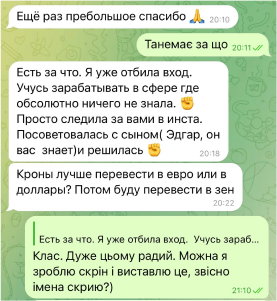 Ещё раз пребольшое спасибо 🙏
20:10
Танемає за що 20:11
Есть за что. Я уже отбила вход.
Учусь зарабатывать в сфере где
обсолютно ничего не знала. ✊
Просто следила за вами в инста.
Посоветовалась с сыном( Эдгар, он
вас знает)и решилась ✊
20:18
Кроны лучше перевести в евро или в
доллары? Потом буду перевести в зен
20:22
Есть за что. Я уже отбила вход. Учусь зараб...
Клас. Дуже цьому радий. Можна я
зроблю скрін і виставлю це, звісно
імена скрию?)
21:10